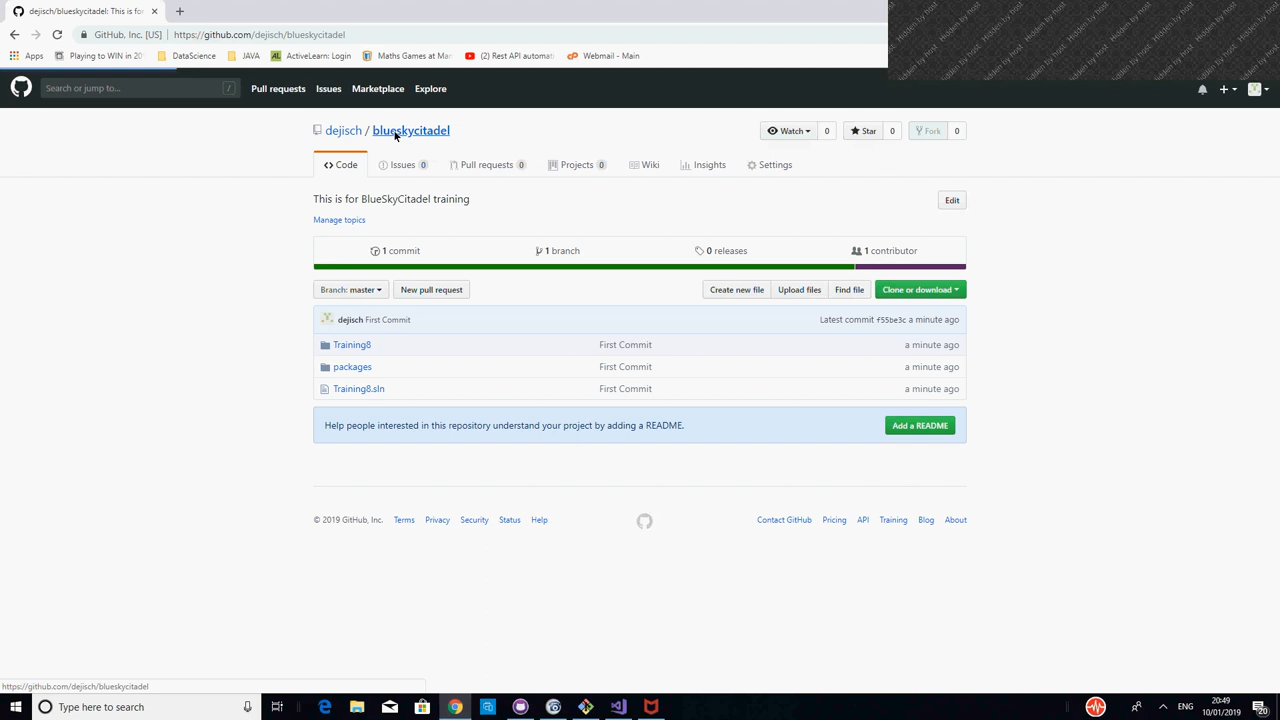 dejisch/blueskycitadel: This is fo
GitHub, Inc. [US] https://github.com/dejisch/blueskycitadel
Apps Playing to WIN in 20 DataScience JAVA ActiveLearn: Login Maths Games at Ma (2) Rest API automat Webmail - Main
hidden by host
Search or jump to... / Pull requests Issues Marketplace Explore
dejisch / blueskycitadel Watch 0 Star 0 Fork 0
Code Issues 0 Pull requests 0 Projects 0 Wiki Insights Settings
This is for BlueSkyCitadel training Edit
Manage topics
1 commit 1 branch 0 releases 1 contributor
Branch: master New pull request Create new file Upload files Find file Clone or download
dejisch First Commit Latest commit f55be3c a minute ago
Training8 First Commit a minute ago
packages First Commit a minute ago
Training8.sln First Commit a minute ago
Help people interested in this repository understand your project by adding a README. Add a README
© 2019 GitHub, Inc. Terms Privacy Security Status Help Contact GitHub Pricing API Training Blog About
https://github.com/dejisch/blueskycitadel
Type here to search ENG 20:49
10/01/2019 20